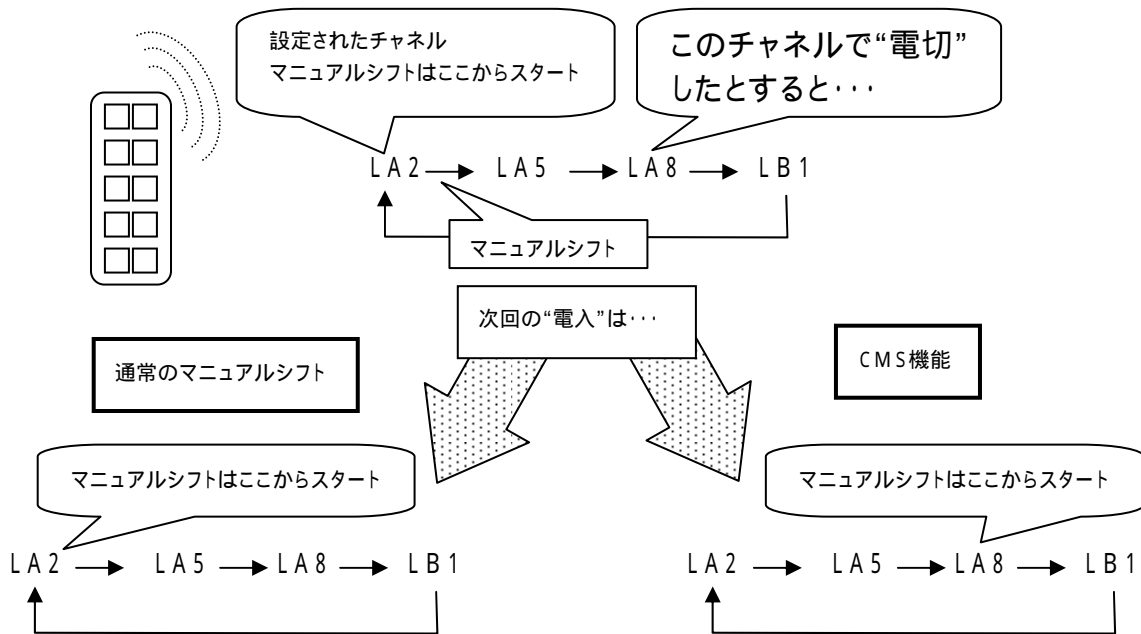 設定されたチャネル
マニュアルシフトはここからスタート
このチャネルで“電切”
したとすると･･･
LA2 LA5 LA8 LB1
マニュアルシフト
次回の“電入”は･･･
通常のマニュアルシフト
CMS機能
マニュアルシフトはここからスタート
マニュアルシフトはここからスタート
LA2 LA5 LA8 LB1
LA2 LA5 LA8 LB1